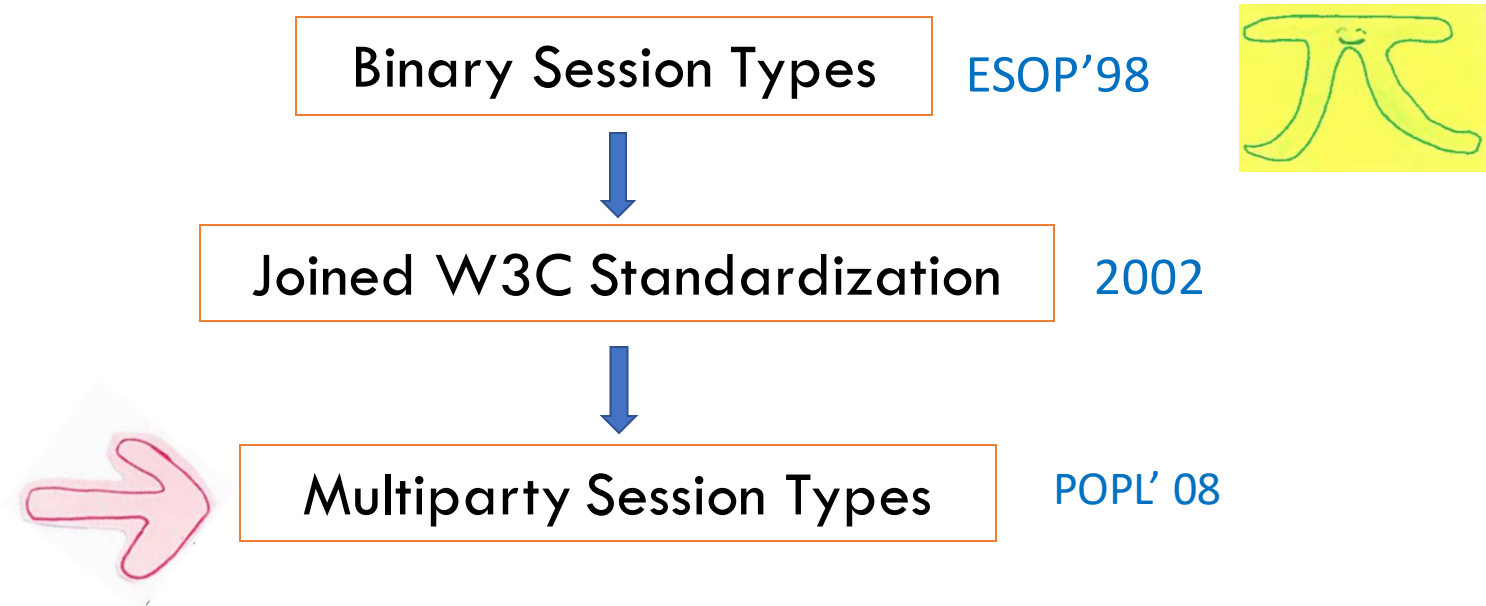 Binary Session Types ESOP’98
Joined W3C Standardization 2002
Multiparty Session Types POPL’ 08